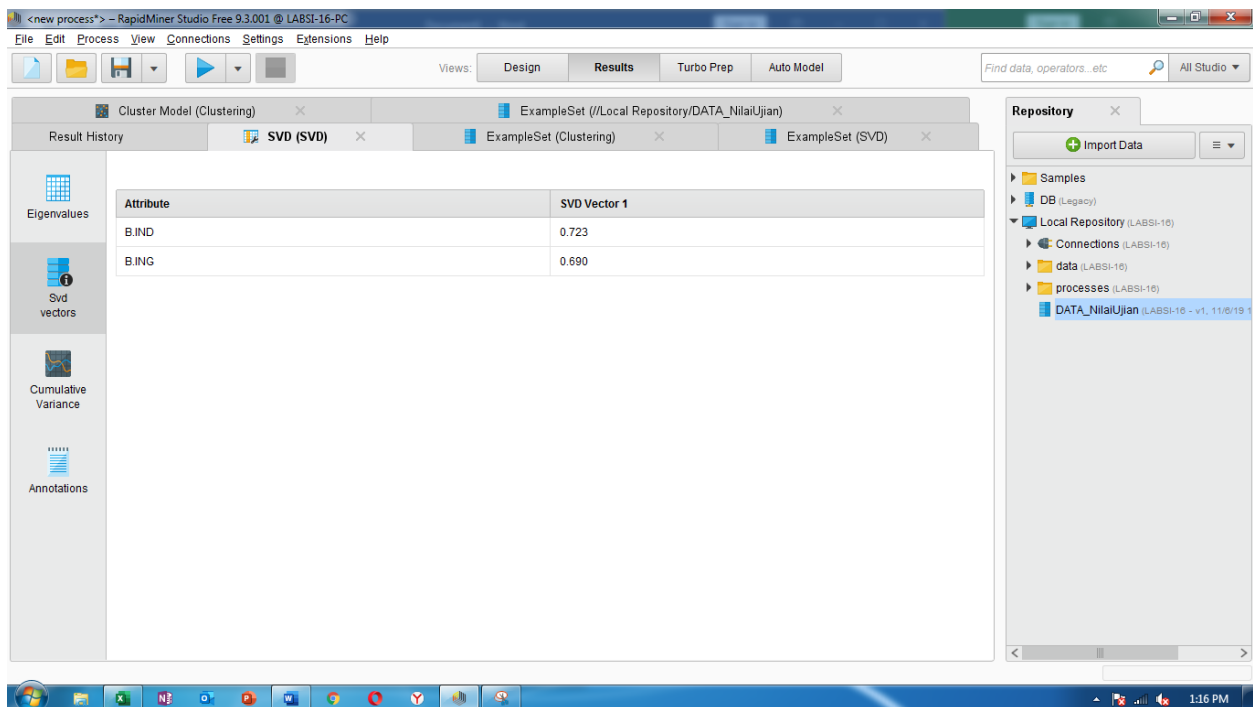 <new process*> – RapidMiner Studio Free 9.3.001 @ LABSI-16-PC
File Edit Process View Connections Settings Extensions Help
Views: Design Results Turbo Prep Auto Model
Find data, operators...etc
All Studio
Cluster Model (Clustering)
ExampleSet (//Local Repository/DATA_NilaiUjian)
Result History
SVD (SVD)
ExampleSet (Clustering)
ExampleSet (SVD)
Eigenvalues
Svd
vectors
Cumulative
Variance
Annotations
Attribute SVD Vector 1
B.IND 0.723
B.ING 0.690
Repository
Import Data
Samples
DB (Legacy)
Local Repository (LABSI-16)
Connections (LABSI-16)
data (LABSI-16)
processes (LABSI-16)
DATA_NilaiUjian (LABSI-16 - v1, 11/6/19 1
1:16 PM